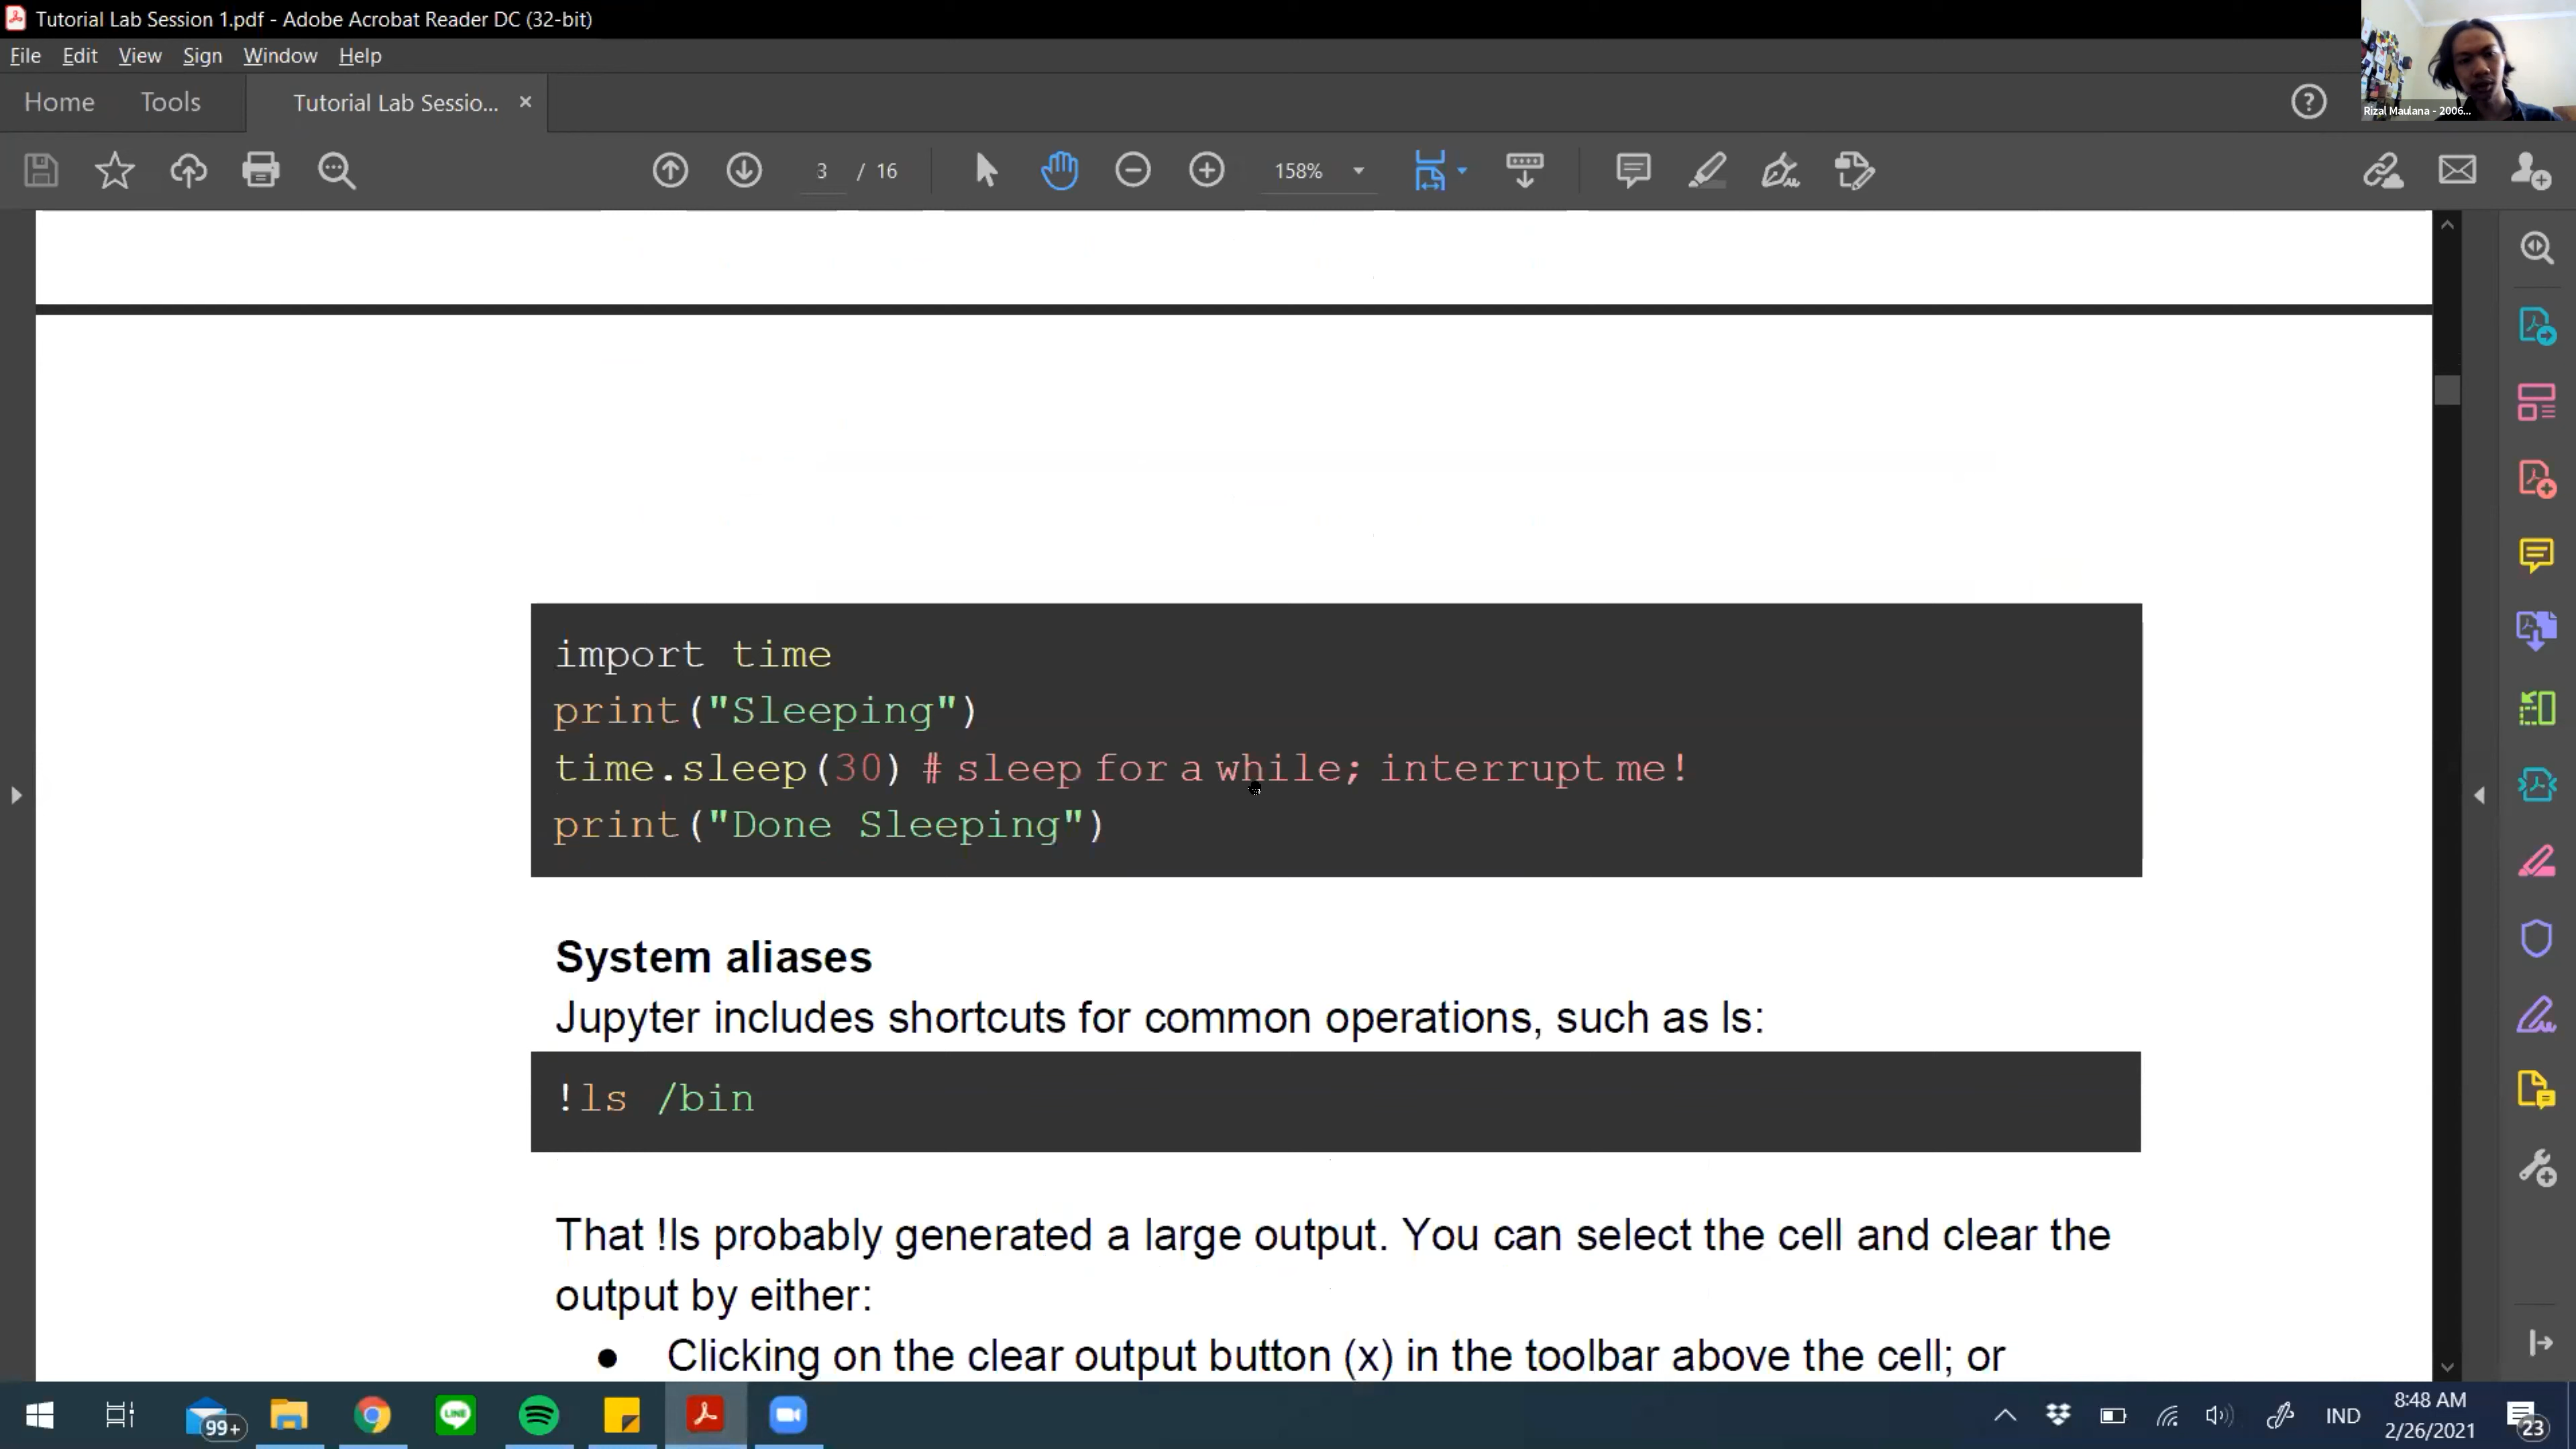 Tutorial Lab Session 1.pdf - Adobe Acrobat Reader DC (32-bit)
File Edit View Sign Window Help
Home Tools Tutorial Lab Sessio... ×
Rizal Maulana - 2006...
3 / 16 158%
import time
print("Sleeping")
time.sleep(30) # sleep for a while; interrupt me!
print("Done Sleeping")
System aliases
Jupyter includes shortcuts for common operations, such as ls:
!ls /bin
That !ls probably generated a large output. You can select the cell and clear the
output by either:
● Clicking on the clear output button (x) in the toolbar above the cell; or
99+
LINE
IND
8:48 AM
2/26/2021
23